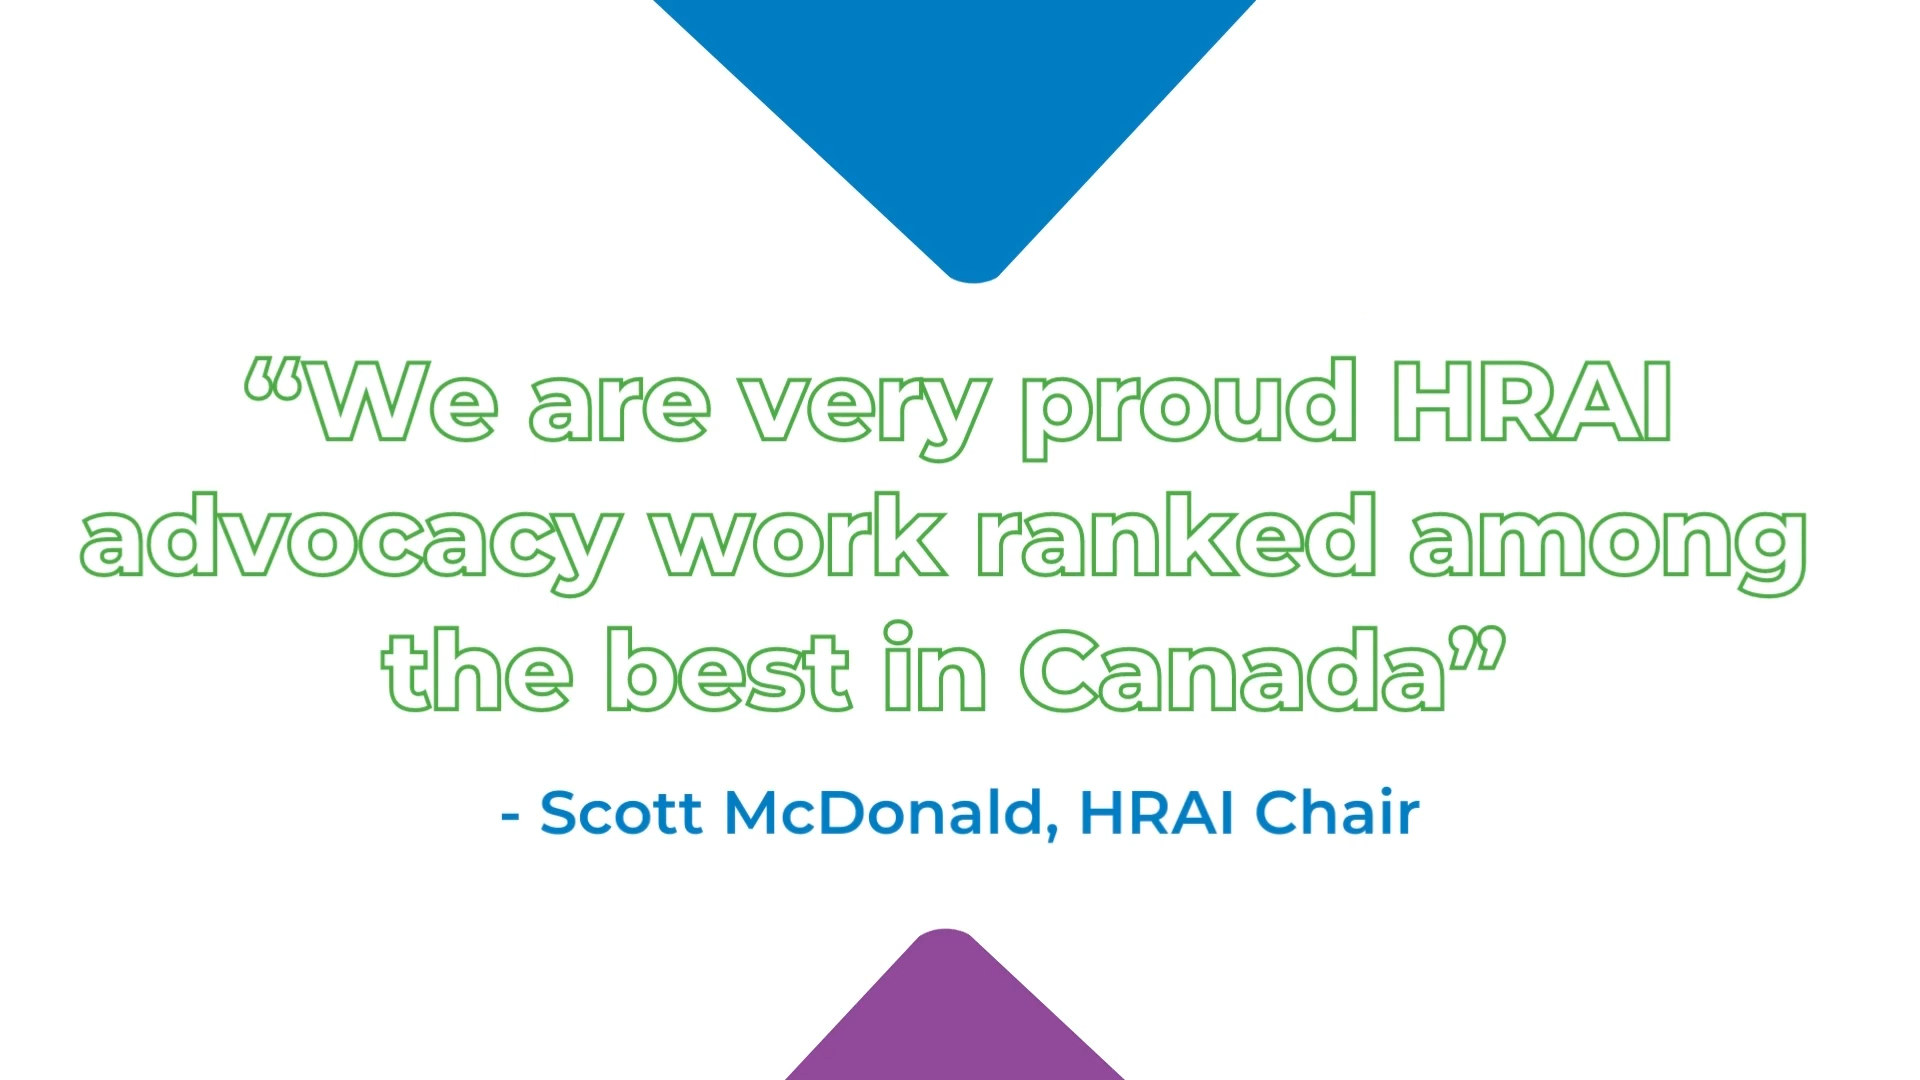 “We are very proud HRAI
advocacy work ranked among
the best in Canada”
- Scott McDonald, HRAI Chair